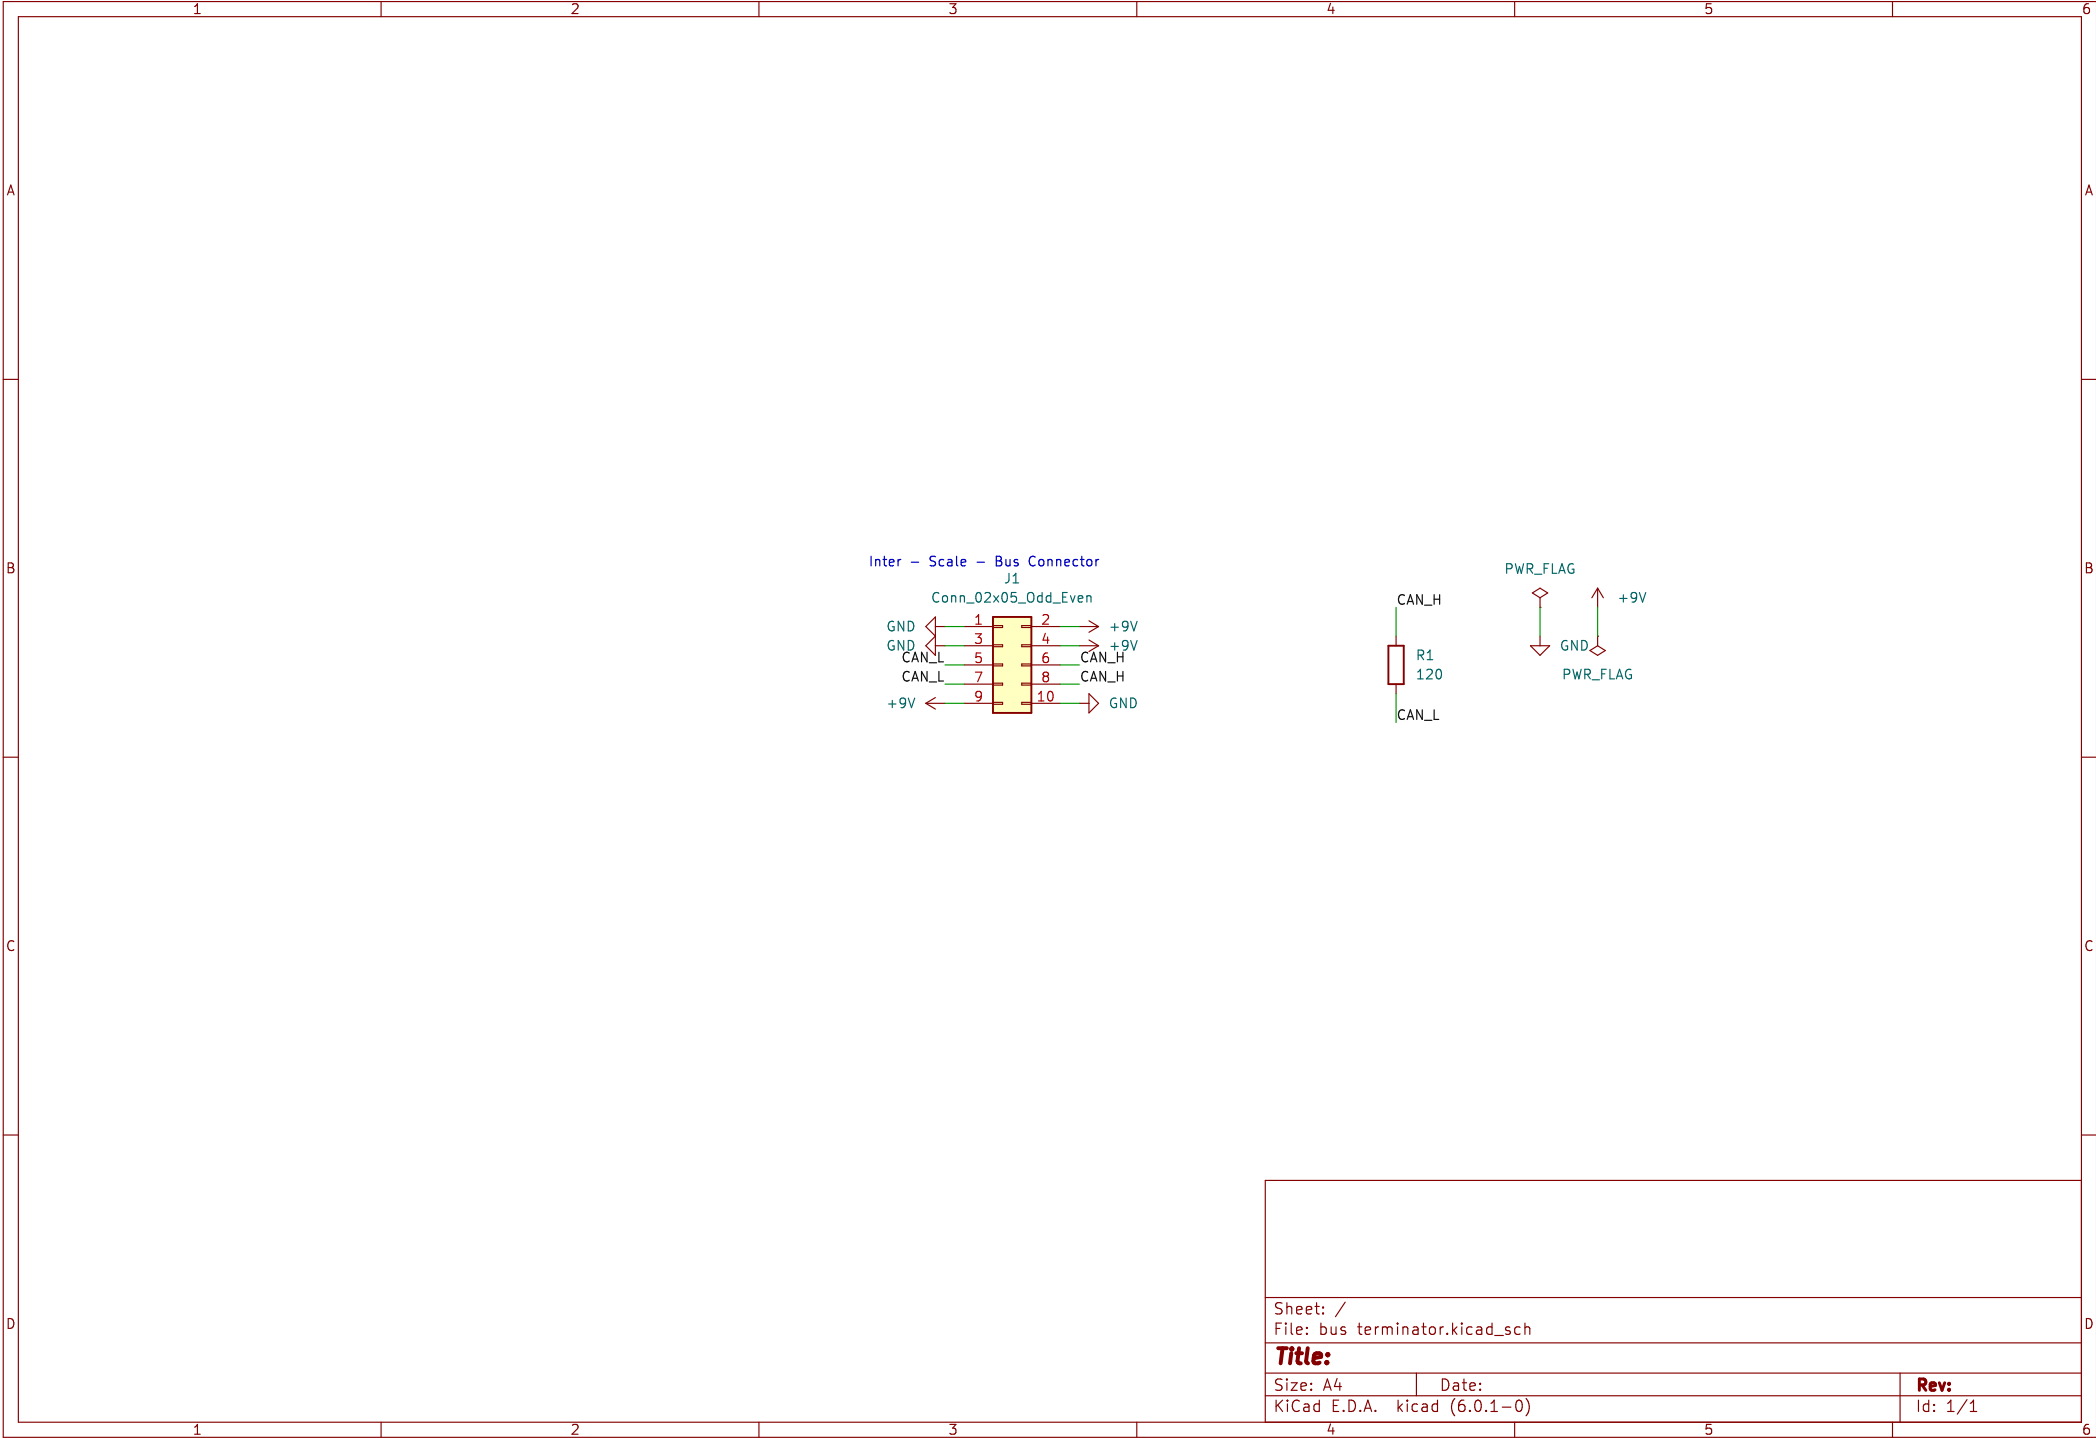 1 2 3 4 5 6
A A
B B
C C
D D
Inter - Scale - Bus Connector
J1
Conn_02x05_Odd_Even
GND 1 2 +9V
GND 3 4 +9V
CAN_L 5 6 CAN_H
CAN_L 7 8 CAN_H
+9V 9 10 GND
CAN_H
R1
120
CAN_L
PWR_FLAG
GND
+9V
PWR_FLAG
Sheet: /
File: bus terminator.kicad_sch
Title:
Size: A4 Date: Rev:
KiCad E.D.A. kicad (6.0.1-0) Id: 1/1
1 2 3 4 5 6